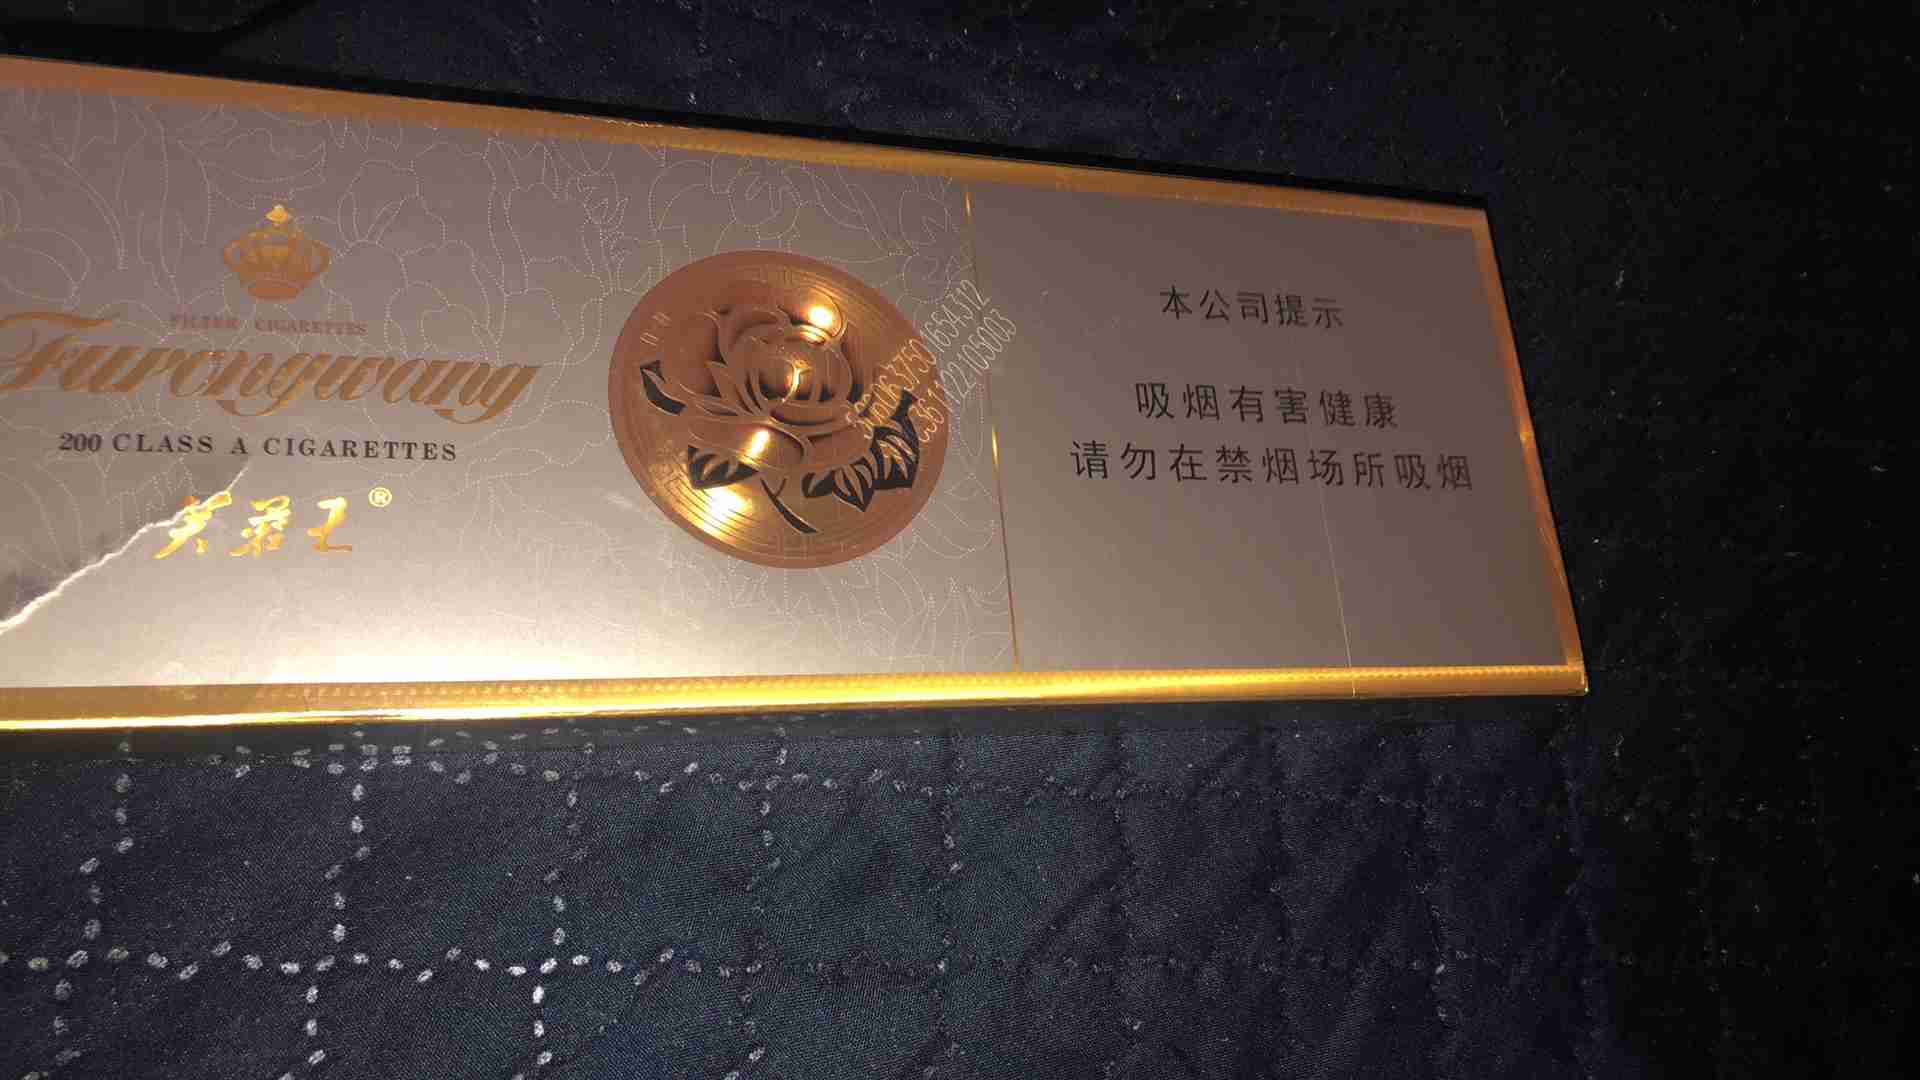 FILTER CIGARETTES
Furongwang
200 CLASS A CIGARETTES
芙蓉王®
本公司提示
吸烟有害健康
请勿在禁烟场所吸烟